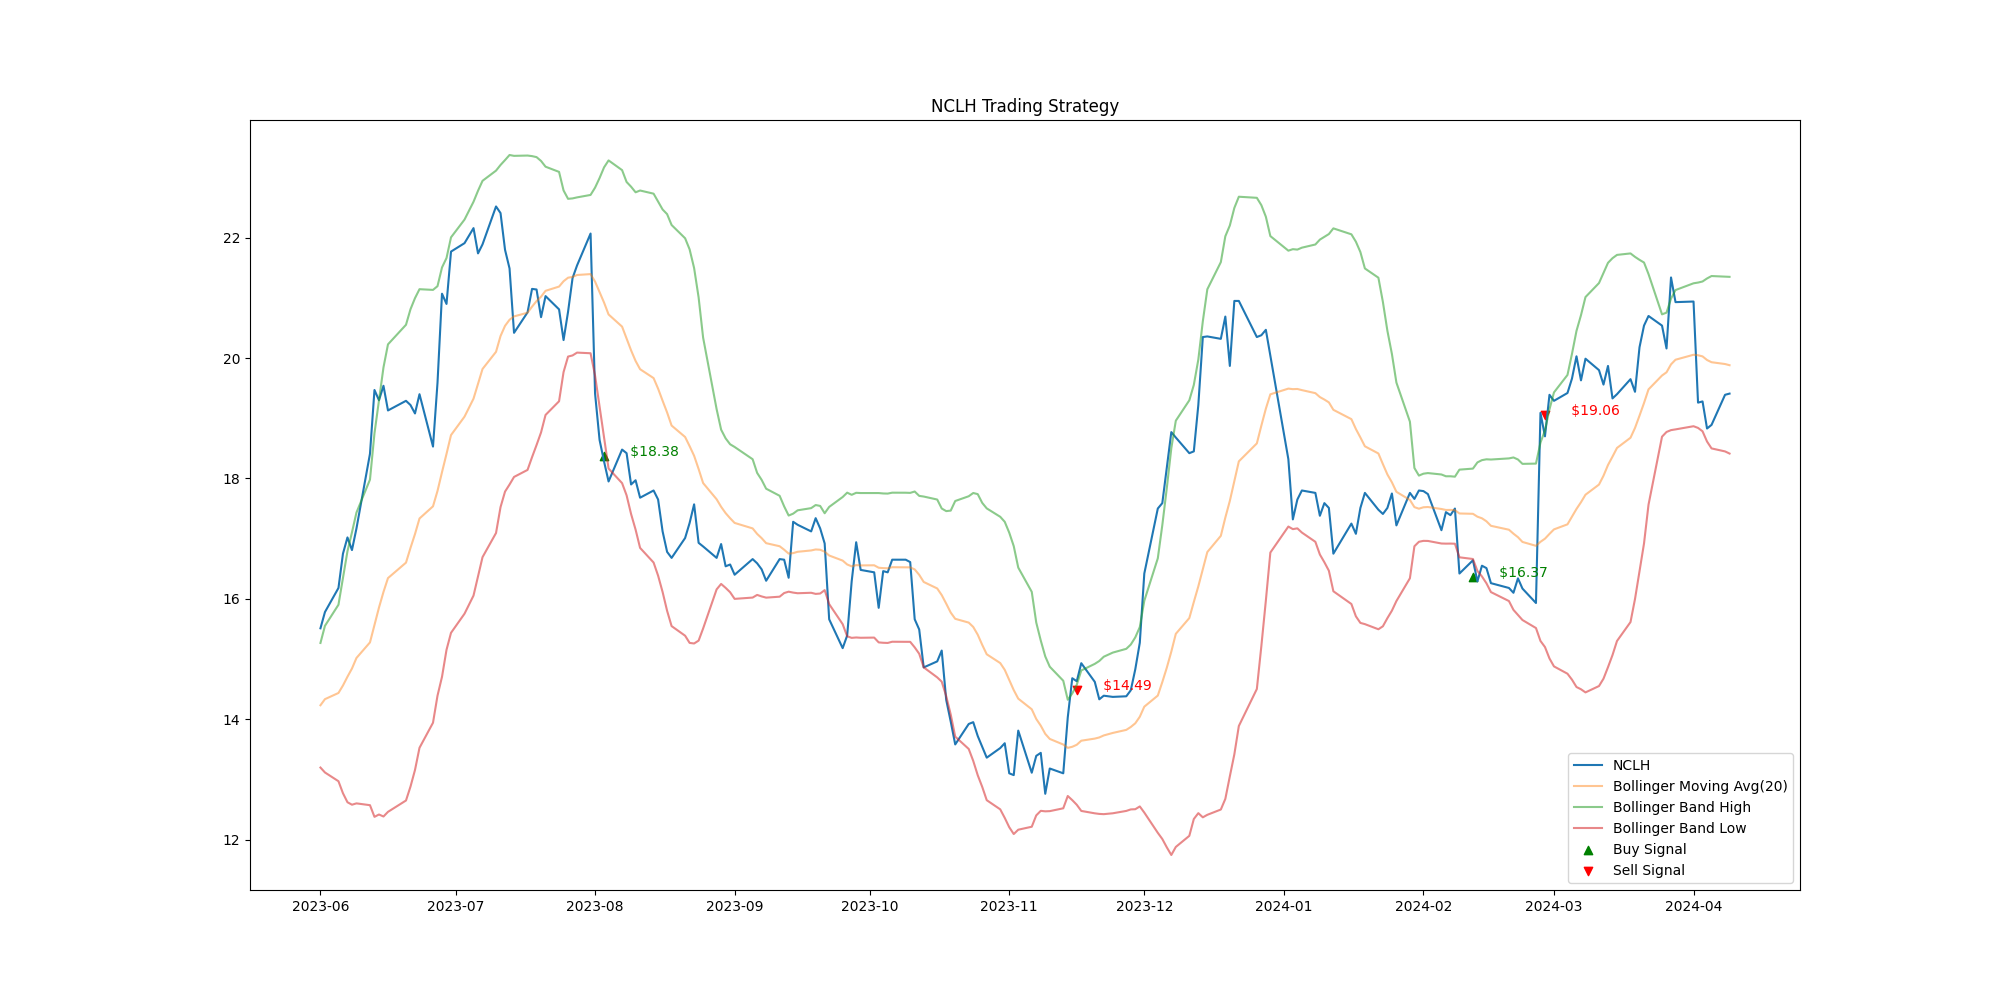 NCLH Trading Strategy
22
20
18
16
14
12
$18.38
$14.49
$16.37
$19.06
2023-06 2023-07 2023-08 2023-09 2023-10 2023-11 2023-12 2024-01 2024-02 2024-03 2024-04
NCLH
Bollinger Moving Avg(20)
Bollinger Band High
Bollinger Band Low
Buy Signal
Sell Signal